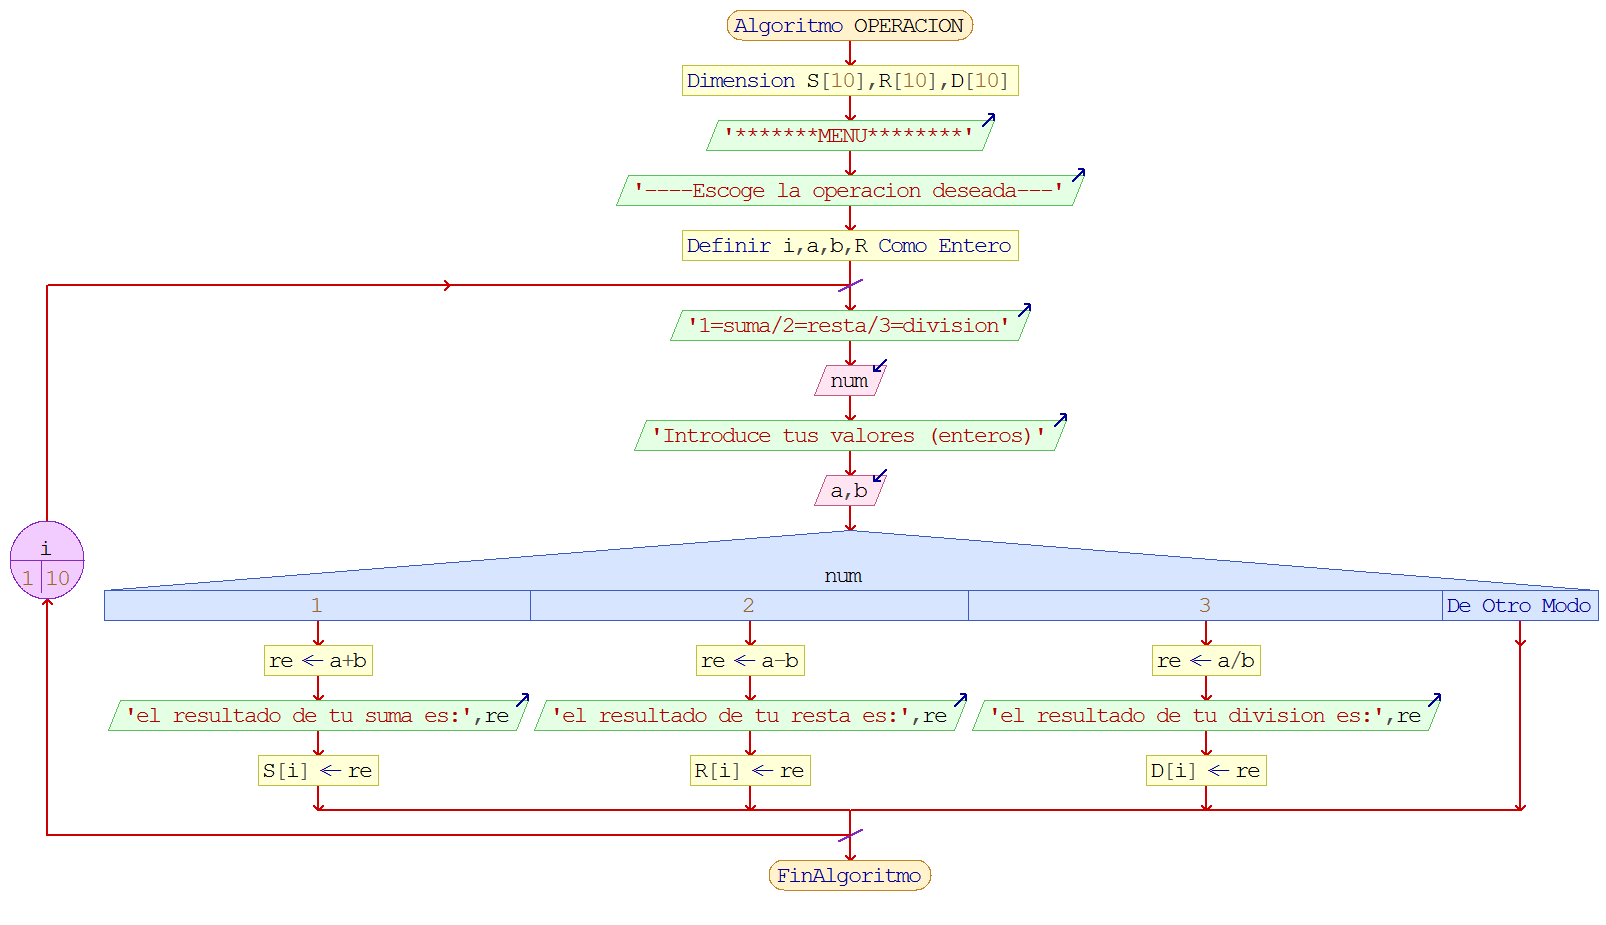 Algoritmo OPERACION
Dimension S[10],R[10],D[10]
'*******MENU********'
'----Escoge la operacion deseada---'
Definir i,a,b,R Como Entero
'1=suma/2=resta/3=division'
num
'Introduce tus valores (enteros)'
a,b
i
1 10
num
1 2 3 De Otro Modo
re ← a+b re ← a-b re ← a/b
'el resultado de tu suma es:',re 'el resultado de tu resta es:',re 'el resultado de tu division es:',re
S[i] ← re R[i] ← re D[i] ← re
FinAlgoritmo